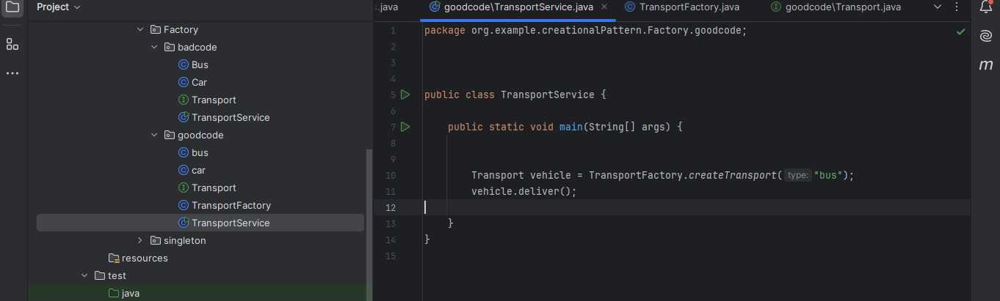 Project
Factory
badcode
Bus
Car
Transport
TransportService
goodcode
bus
car
Transport
TransportFactory
TransportService
singleton
resources
test
java
s.java
goodcode\TransportService.java
TransportFactory.java
goodcode\Transport.java
1 package org.example.creationalPattern.Factory.goodcode;
2
3
4
5 public class TransportService {
6
7 public static void main(String[] args) {
8
9
10 Transport vehicle = TransportFactory.createTransport( type: "bus");
11 vehicle.deliver();
12
13 }
14 }
15
m